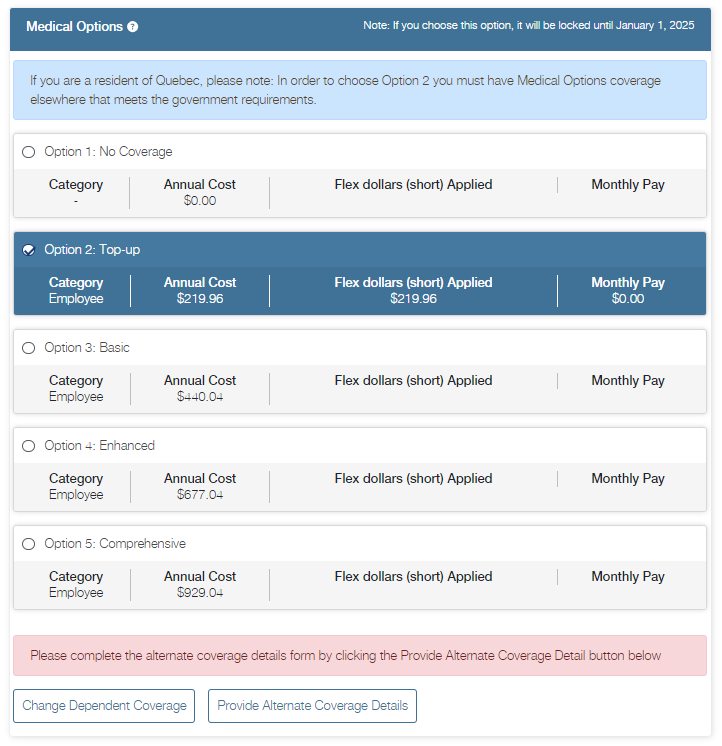 Medical Options ?
Note: If you choose this option, it will be locked until January 1, 2025
If you are a resident of Quebec, please note: In order to choose Option 2 you must have Medical Options coverage
elsewhere that meets the government requirements.
Option 1: No Coverage
Category Annual Cost Flex dollars (short) Applied Monthly Pay
- $0.00
Option 2: Top-up
Category Annual Cost Flex dollars (short) Applied Monthly Pay
Employee $219.96 $219.96 $0.00
Option 3: Basic
Category Annual Cost Flex dollars (short) Applied Monthly Pay
Employee $440.04
Option 4: Enhanced
Category Annual Cost Flex dollars (short) Applied Monthly Pay
Employee $677.04
Option 5: Comprehensive
Category Annual Cost Flex dollars (short) Applied Monthly Pay
Employee $929.04
Please complete the alternate coverage details form by clicking the Provide Alternate Coverage Detail button below
Change Dependent Coverage
Provide Alternate Coverage Details